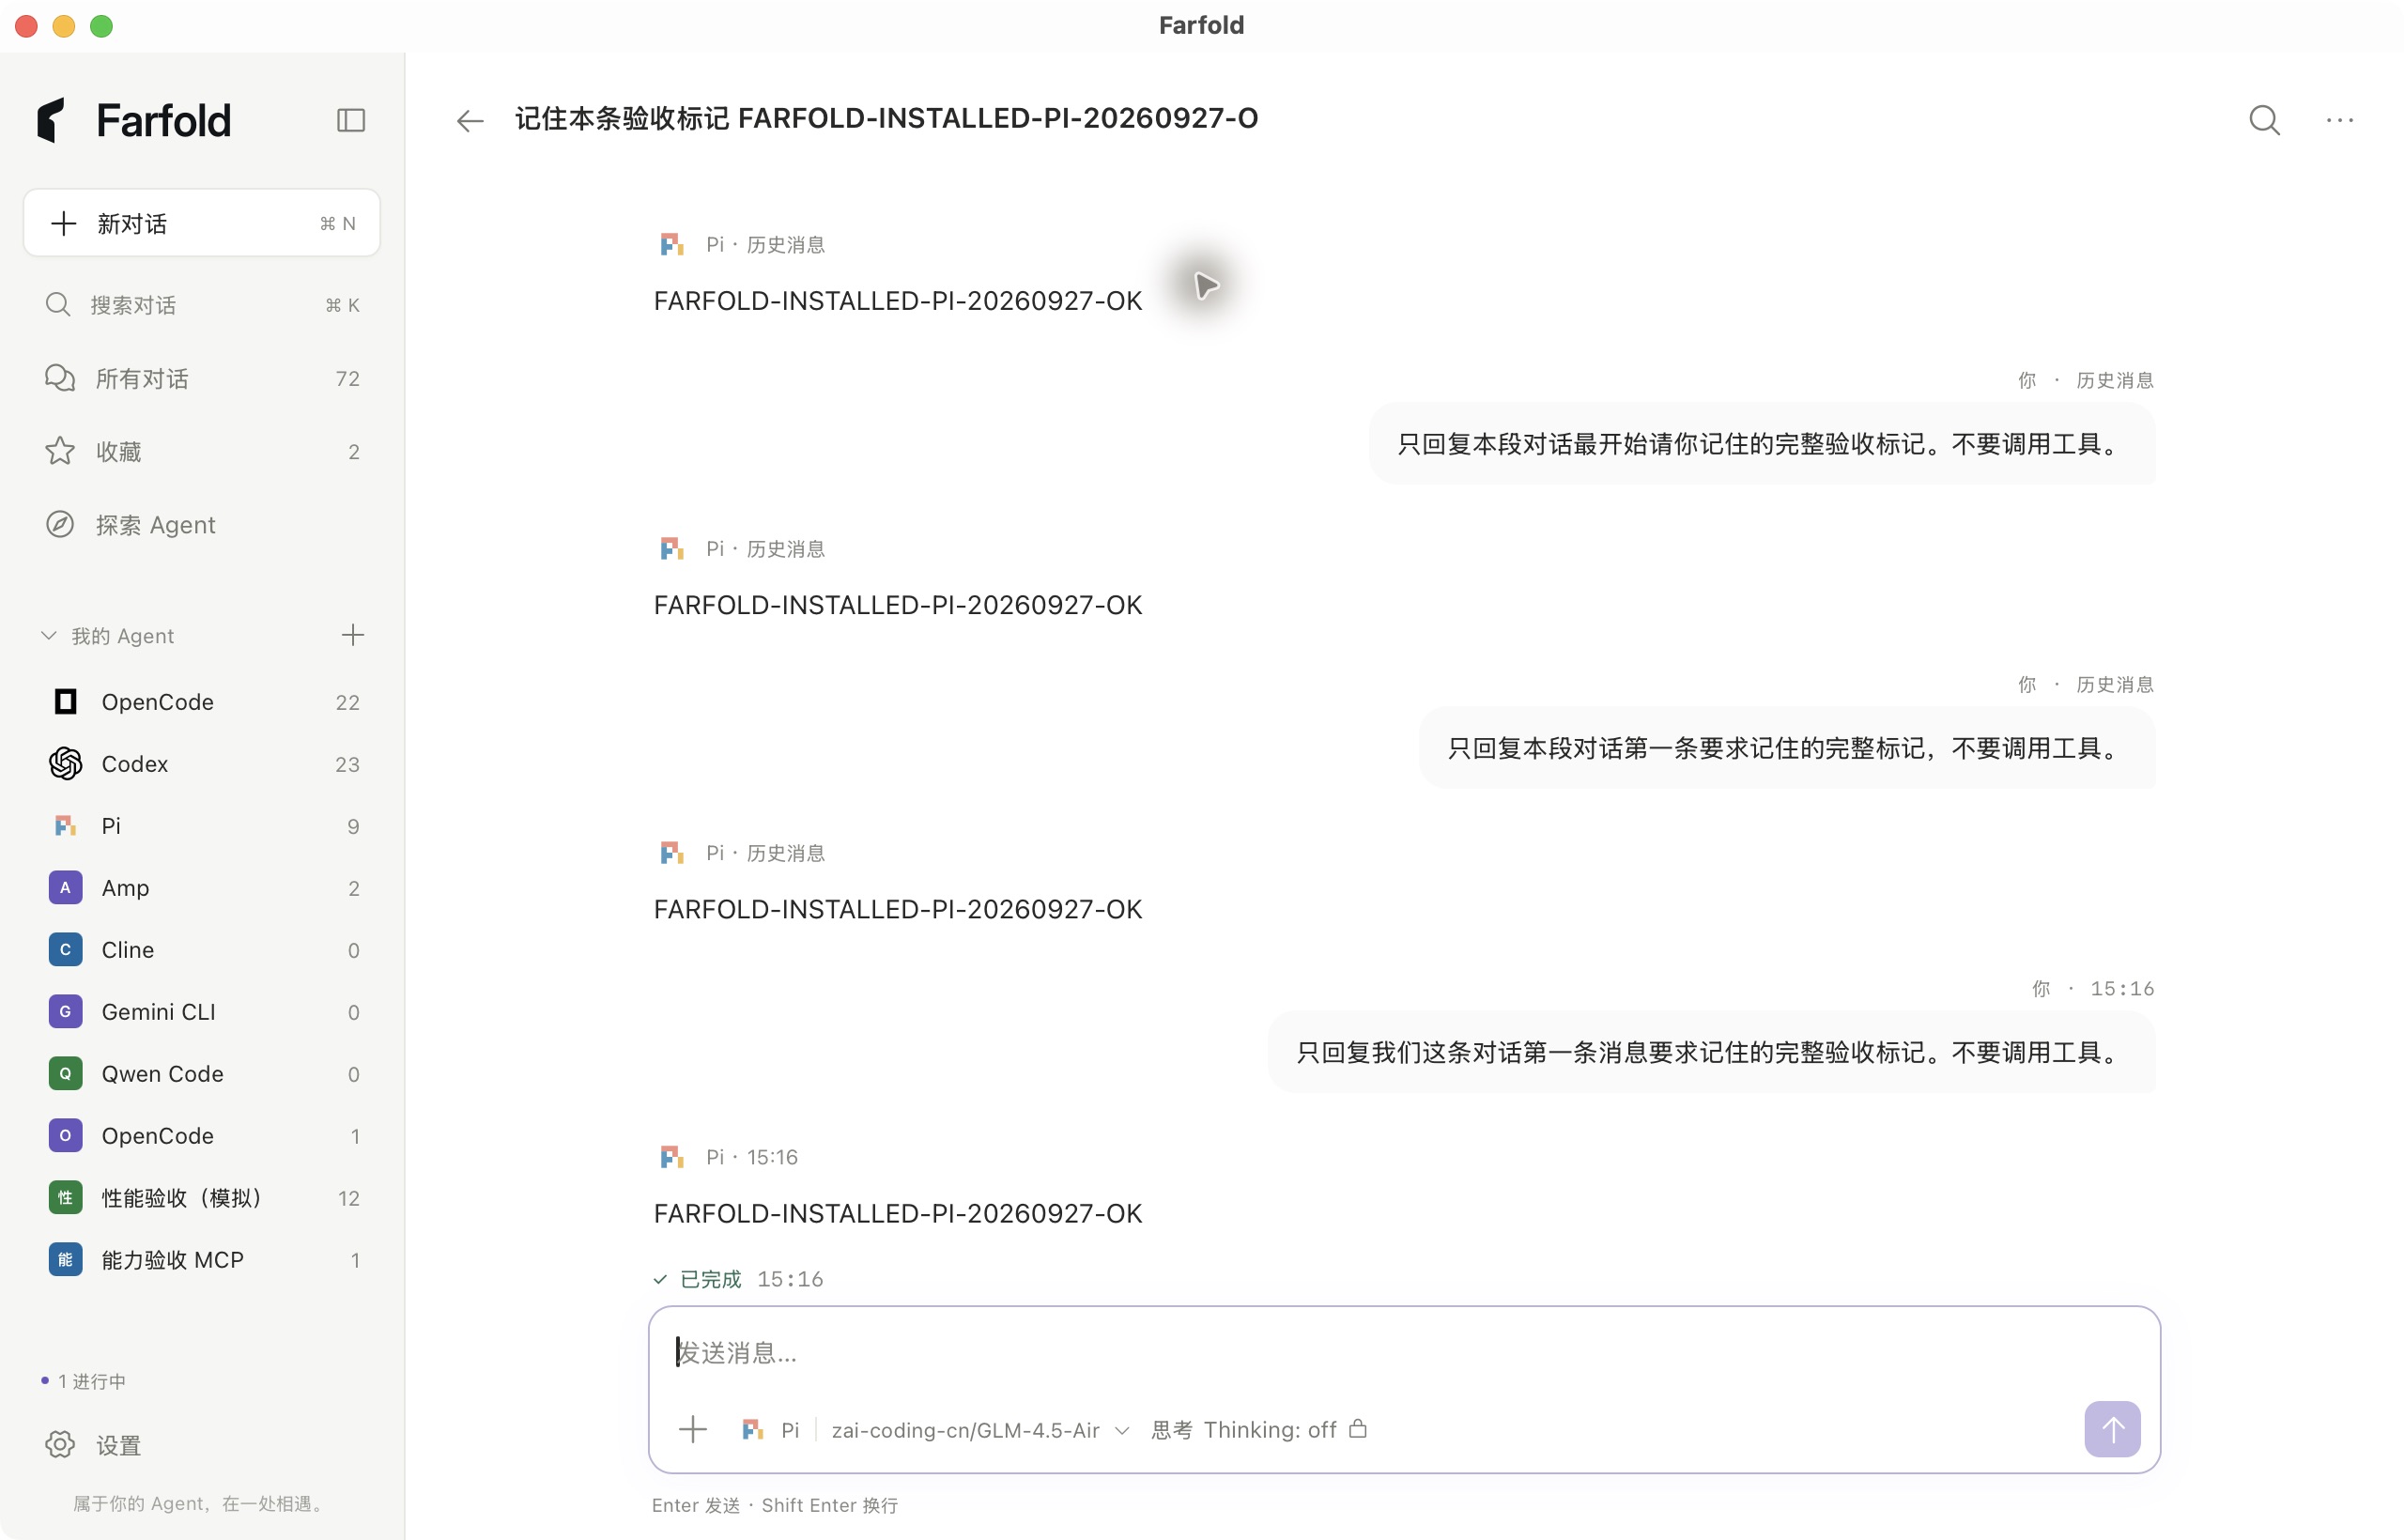 Farfold
Farfold
新对话 ⌘ N
搜索对话 ⌘ K
所有对话 72
收藏 2
探索 Agent
我的 Agent
OpenCode 22
Codex 23
Pi 9
A Amp 2
C Cline 0
G Gemini CLI 0
Q Qwen Code 0
O OpenCode 1
性 性能验收（模拟） 12
能 能力验收 MCP 1
1 进行中
设置
属于你的 Agent，在一处相遇。
记住本条验收标记 FARFOLD-INSTALLED-PI-20260927-O
Pi · 历史消息
FARFOLD-INSTALLED-PI-20260927-OK
你 · 历史消息
只回复本段对话最开始请你记住的完整验收标记。不要调用工具。
Pi · 历史消息
FARFOLD-INSTALLED-PI-20260927-OK
你 · 历史消息
只回复本段对话第一条要求记住的完整标记，不要调用工具。
Pi · 历史消息
FARFOLD-INSTALLED-PI-20260927-OK
你 · 15:16
只回复我们这条对话第一条消息要求记住的完整验收标记。不要调用工具。
Pi · 15:16
FARFOLD-INSTALLED-PI-20260927-OK
已完成 15:16
发送消息...
Pi zai-coding-cn/GLM-4.5-Air 思考 Thinking: off
Enter 发送 · Shift Enter 换行